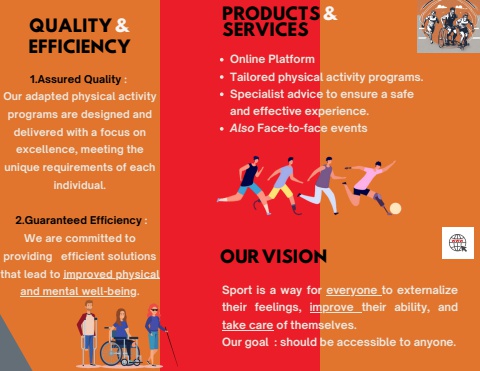 QUALITY &
EFFICIENCY
1.Assured Quality :
Our adapted physical activity
programs are designed and
delivered with a focus on
excellence, meeting the
unique requirements of each
individual.
2.Guaranteed Efficiency :
We are committed to
providing efficient solutions
that lead to improved physical
and mental well-being.
PRODUCTS &
SERVICES
• Online Platform
• Tailored physical activity programs.
• Specialist advice to ensure a safe
and effective experience.
• Also Face-to-face events
OUR VISION
Sport is a way for everyone to externalize
their feelings, improve their ability, and
take care of themselves.
Our goal : should be accessible to anyone.